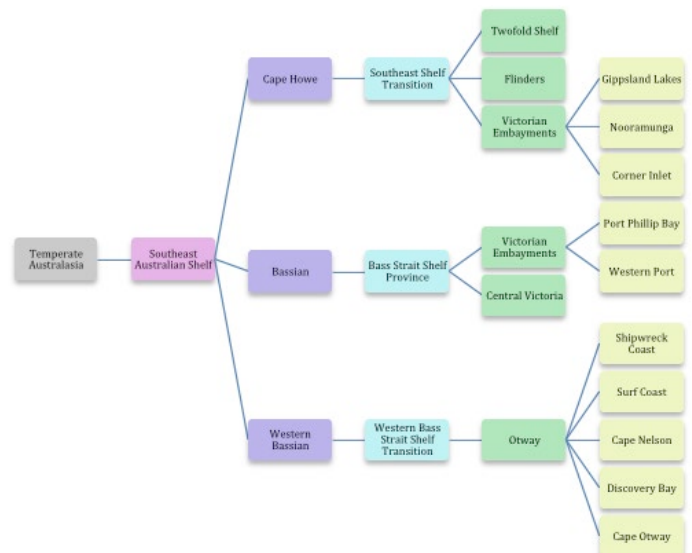 Temperate
Australasia
Southeast
Australian Shelf
Cape Howe
Southeast Shelf
Transition
Twofold Shelf
Flinders
Victorian
Embayments
Gippsland Lakes
Nooramunga
Corner Inlet
Bassian
Bass Strait Shelf
Province
Victorian
Embayments
Port Phillip Bay
Western Port
Central Victoria
Western
Bassian
Western Bass
Strait Shelf
Transition
Otway
Shipwreck
Coast
Surf Coast
Cape Nelson
Discovery Bay
Cape Otway